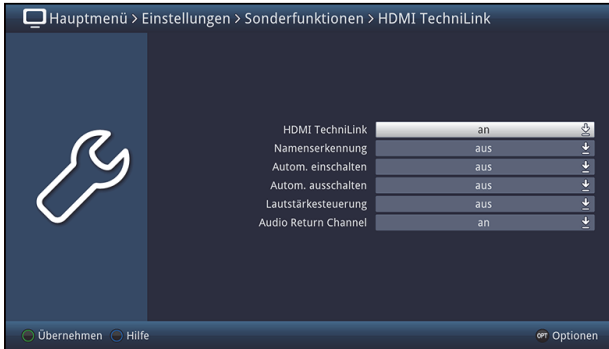 Hauptmenü > Einstellungen > Sonderfunktionen > HDMI TechniLink
HDMI TechniLink an
Namenserkennung aus
Autom. einschalten aus
Autom. ausschalten aus
Lautstärkesteuerung aus
Audio Return Channel an
Übernehmen Hilfe OPT Optionen